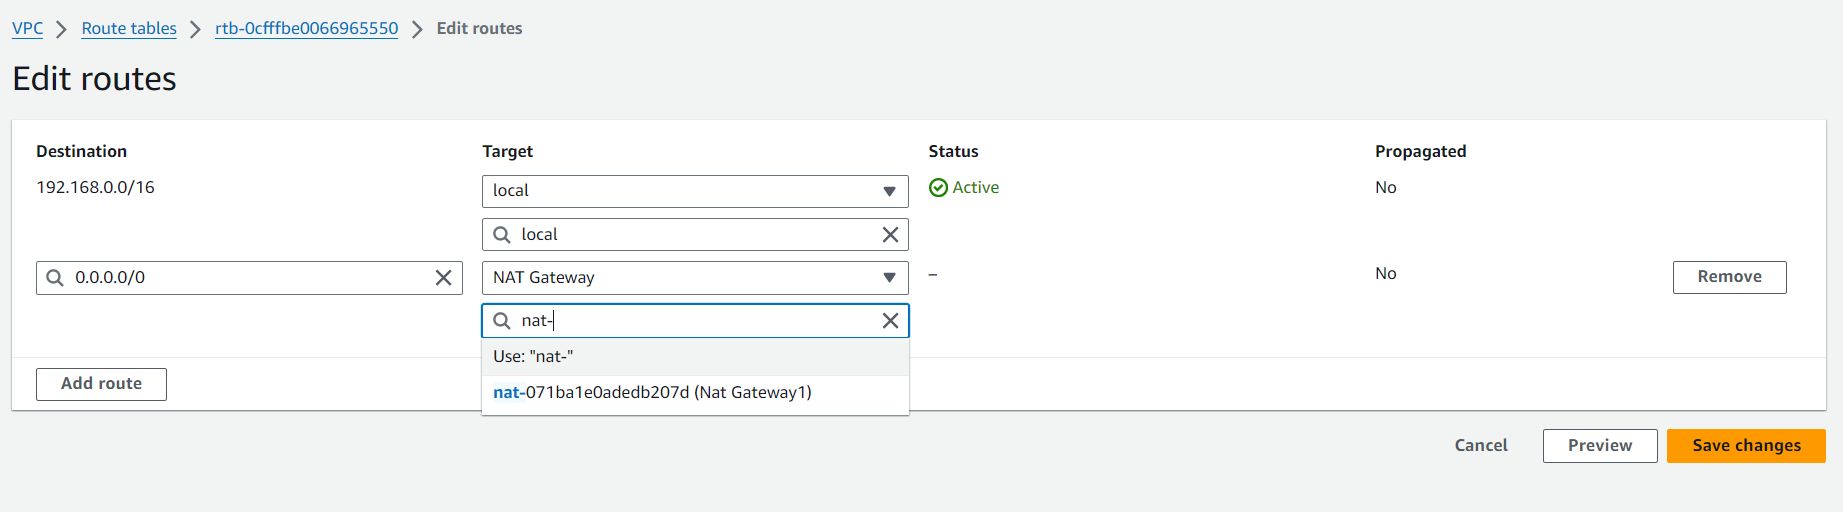 VPC > Route tables > rtb-0cfffbe0066965550 > Edit routes
Edit routes
Destination Target Status Propagated
192.168.0.0/16 local Active No
local
0.0.0.0/0 NAT Gateway – No Remove
nat-
Use: "nat-"
Add route
nat-071ba1e0adedb207d (Nat Gateway1)
Cancel Preview Save changes